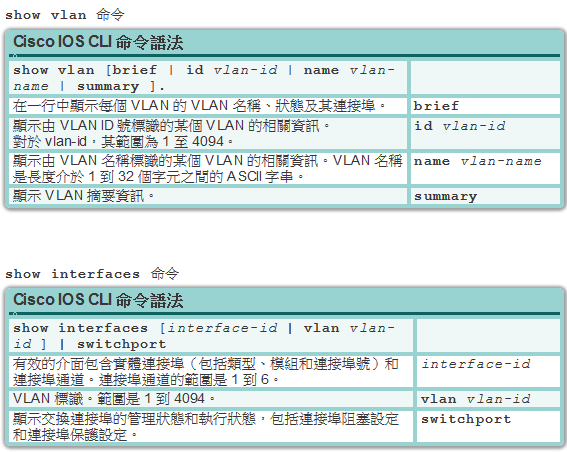 show vlan 命令
Cisco IOS CLI 命令語法
show vlan [brief | id vlan-id | name vlan-
name | summary ].
在一行中顯示每個 VLAN 的 VLAN 名稱、狀態及其連接埠。 brief
顯示由 VLAN ID 號標識的某個 VLAN 的相關資訊。 id vlan-id
對於 vlan-id，其範圍為 1 至 4094。
顯示由 VLAN 名稱標識的某個 VLAN 的相關資訊。VLAN 名稱 name vlan-name
是長度介於 1 到 32 個字元之間的 ASCII 字串。
顯示 VLAN 摘要資訊。 summary
show interfaces 命令
Cisco IOS CLI 命令語法
show interfaces [interface-id | vlan vlan-
id ] | switchport
有效的介面包含實體連接埠（包括類型、模組和連接埠號）和 interface-id
連接埠通道。連接埠通道的範圍是 1 到 6。
VLAN 標識。範圍是 1 到 4094。 vlan vlan-id
顯示交換連接埠的管理狀態和執行狀態，包括連接埠阻塞設定 switchport
和連接埠保護設定。